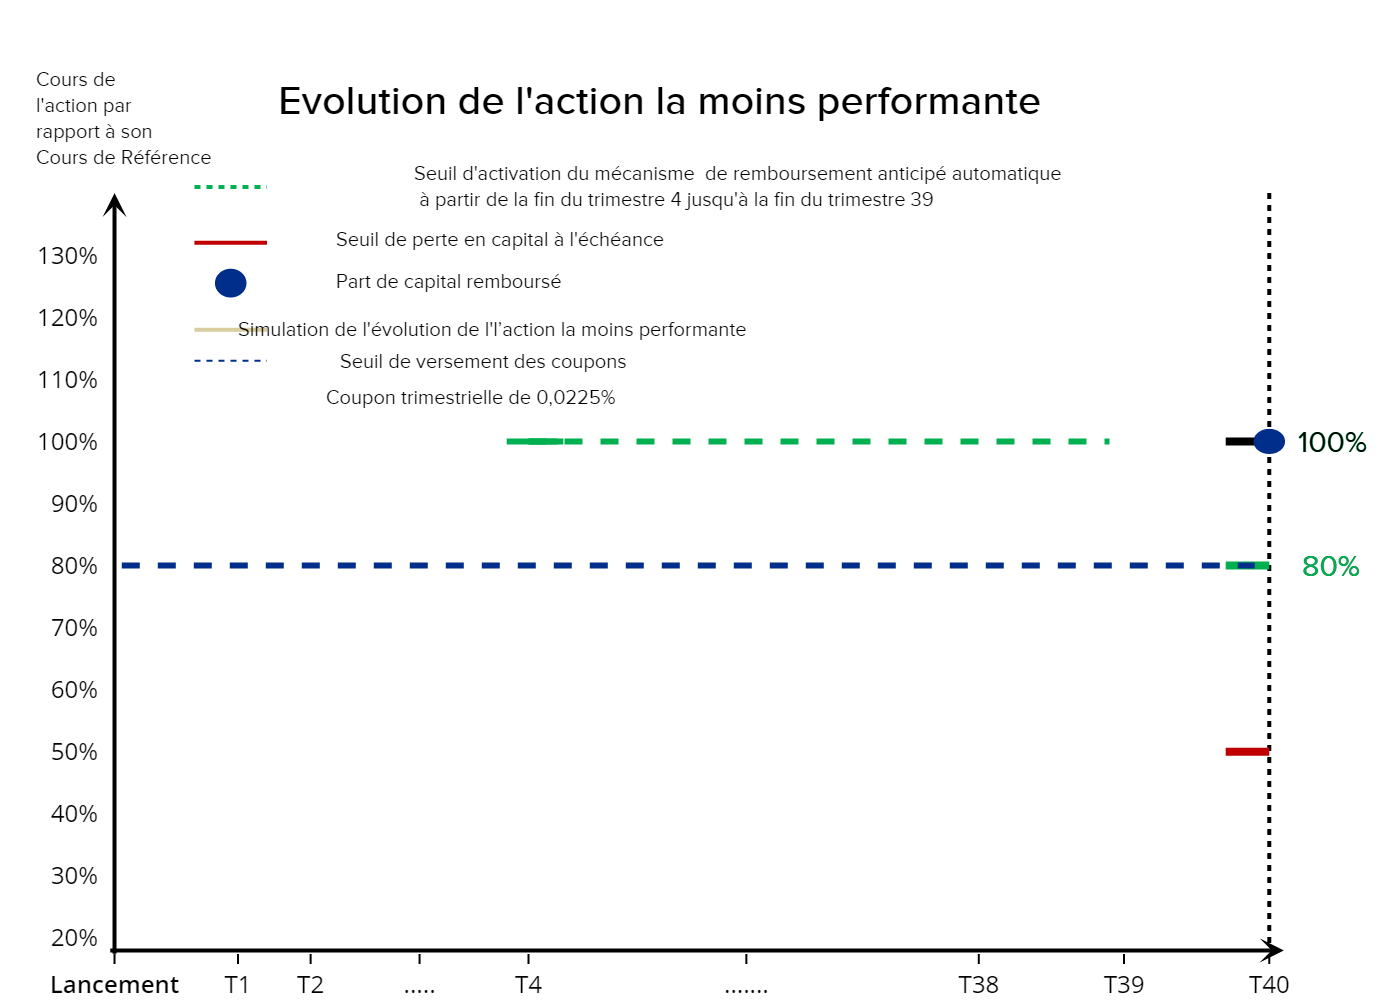 Cours de
l'action par
rapport à son
Cours de Référence
Evolution de l'action la moins performante
Seuil d'activation du mécanisme  de remboursement anticipé automatique
à partir de la fin du trimestre 4 jusqu'à la fin du trimestre 39
Seuil de perte en capital à l'échéance
Part de capital remboursé
Simulation de l'évolution de l'l’action la moins performante
Seuil de versement des coupons
Coupon trimestrielle de 0,0225%
130%
120%
110%
100%
90%
80%
70%
60%
50%
40%
30%
20%
100%
80%
Lancement T1 T2 ..... T4 ....... T38 T39 T40